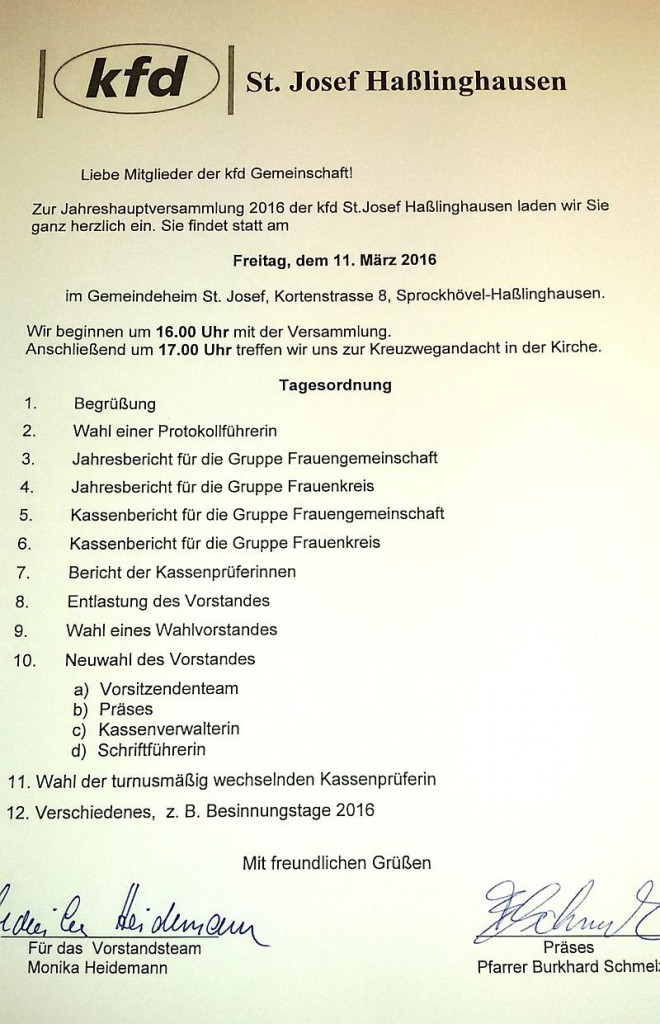 kfd St. Josef Haßlinghausen
Liebe Mitglieder der kfd Gemeinschaft!
Zur Jahreshauptversammlung 2016 der kfd St.Josef Haßlinghausen laden wir Sie
ganz herzlich ein. Sie findet statt am
Freitag, dem 11. März 2016
im Gemeindeheim St. Josef, Kortenstrasse 8, Sprockhövel-Haßlinghausen.
Wir beginnen um 16.00 Uhr mit der Versammlung.
Anschließend um 17.00 Uhr treffen wir uns zur Kreuzwegandacht in der Kirche.
Tagesordnung
1. Begrüßung
2. Wahl einer Protokollführerin
3. Jahresbericht für die Gruppe Frauengemeinschaft
4. Jahresbericht für die Gruppe Frauenkreis
5. Kassenbericht für die Gruppe Frauengemeinschaft
6. Kassenbericht für die Gruppe Frauenkreis
7. Bericht der Kassenprüferinnen
8. Entlastung des Vorstandes
9. Wahl eines Wahlvorstandes
10. Neuwahl des Vorstandes
a) Vorsitzendenteam
b) Präses
c) Kassenverwalterin
d) Schriftführerin
11. Wahl der turnusmäßig wechselnden Kassenprüferin
12. Verschiedenes, z. B. Besinnungstage 2016
Mit freundlichen Grüßen
Heidemann
Für das Vorstandsteam
Monika Heidemann
Präses
Pfarrer Burkhard Schmelz